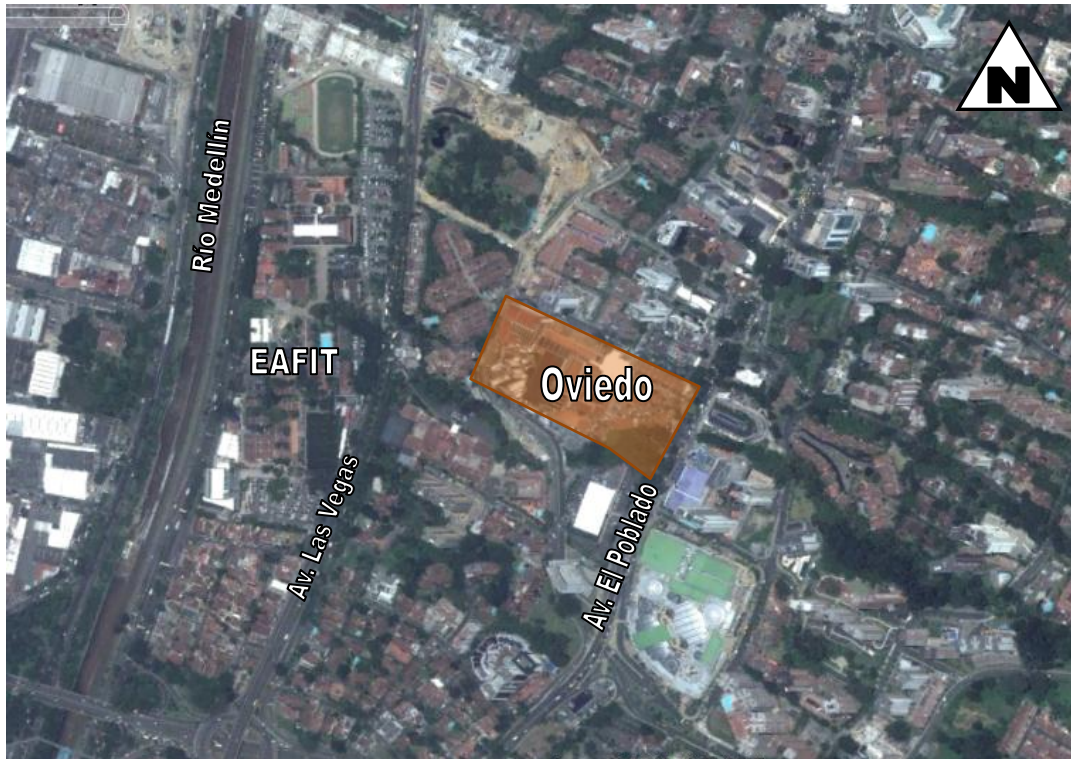 N
Río Medellín
EAFIT
Oviedo
Av. Las Vegas
Av. El Poblado